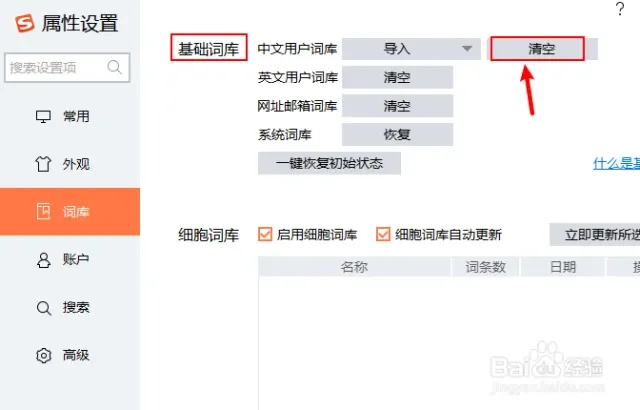 属性设置
?
搜索设置项
常用
外观
词库
账户
搜索
高级
基础词库 中文用户词库 导入 清空
英文用户词库 清空
网址邮箱词库 清空
系统词库 恢复
一键恢复初始状态 什么是基
细胞词库 启用细胞词库 细胞词库自动更新 立即更新所选
名称 词条数 日期
Baidu经验
jingyan.baidu.com